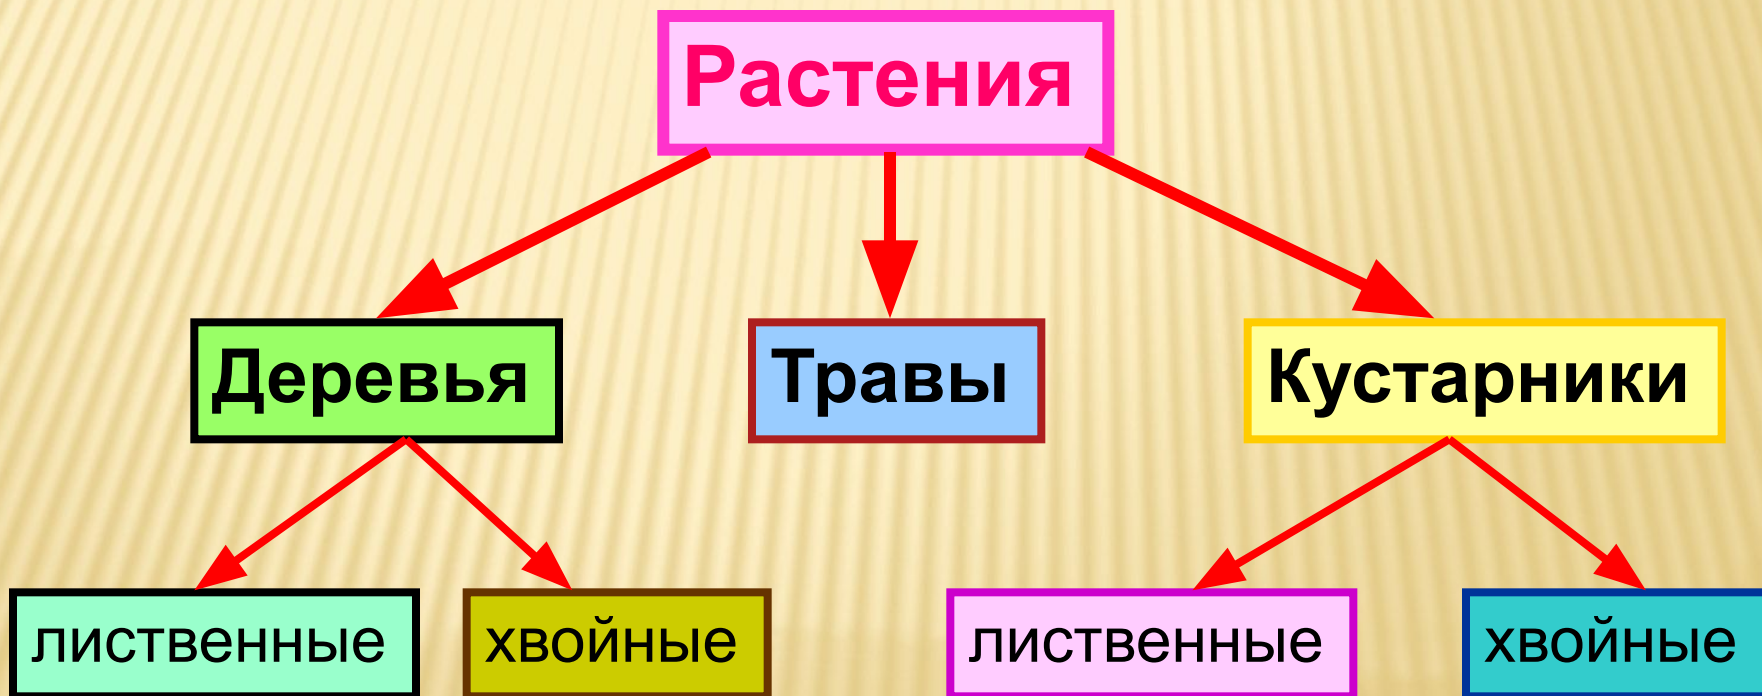 Растения
Деревья
Травы
Кустарники
лиственные
хвойные
лиственные
хвойные